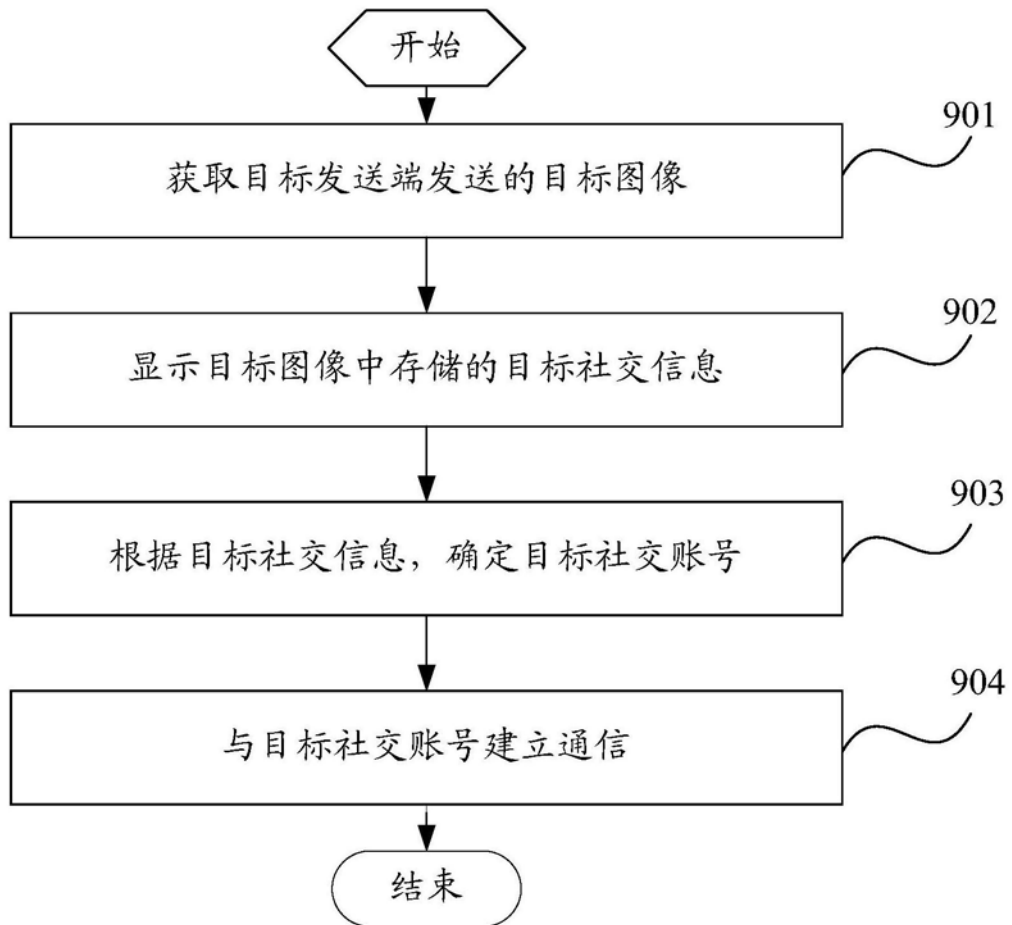 开始
901
获取目标发送端发送的目标图像
902
显示目标图像中存储的目标社交信息
903
根据目标社交信息，确定目标社交账号
904
与目标社交账号建立通信
结束